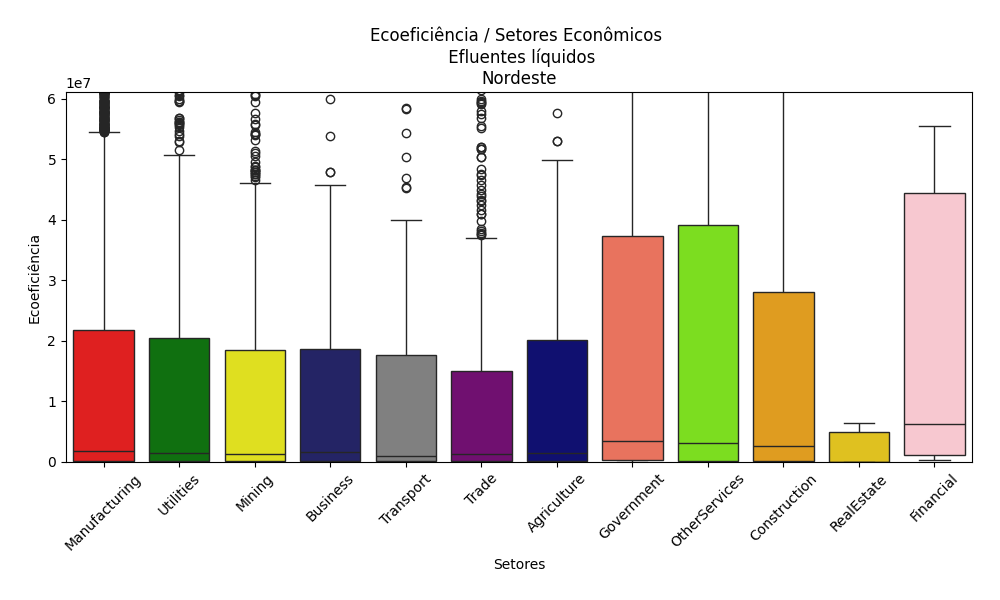 Ecoeficiência / Setores Econômicos
Efluentes líquidos
Nordeste
1e7
6
5
4
3
2
1
0
Ecoeficiência
Manufacturing
Utilities
Mining
Business
Transport
Trade
Agriculture
Government
OtherServices
Construction
RealEstate
Financial
Setores